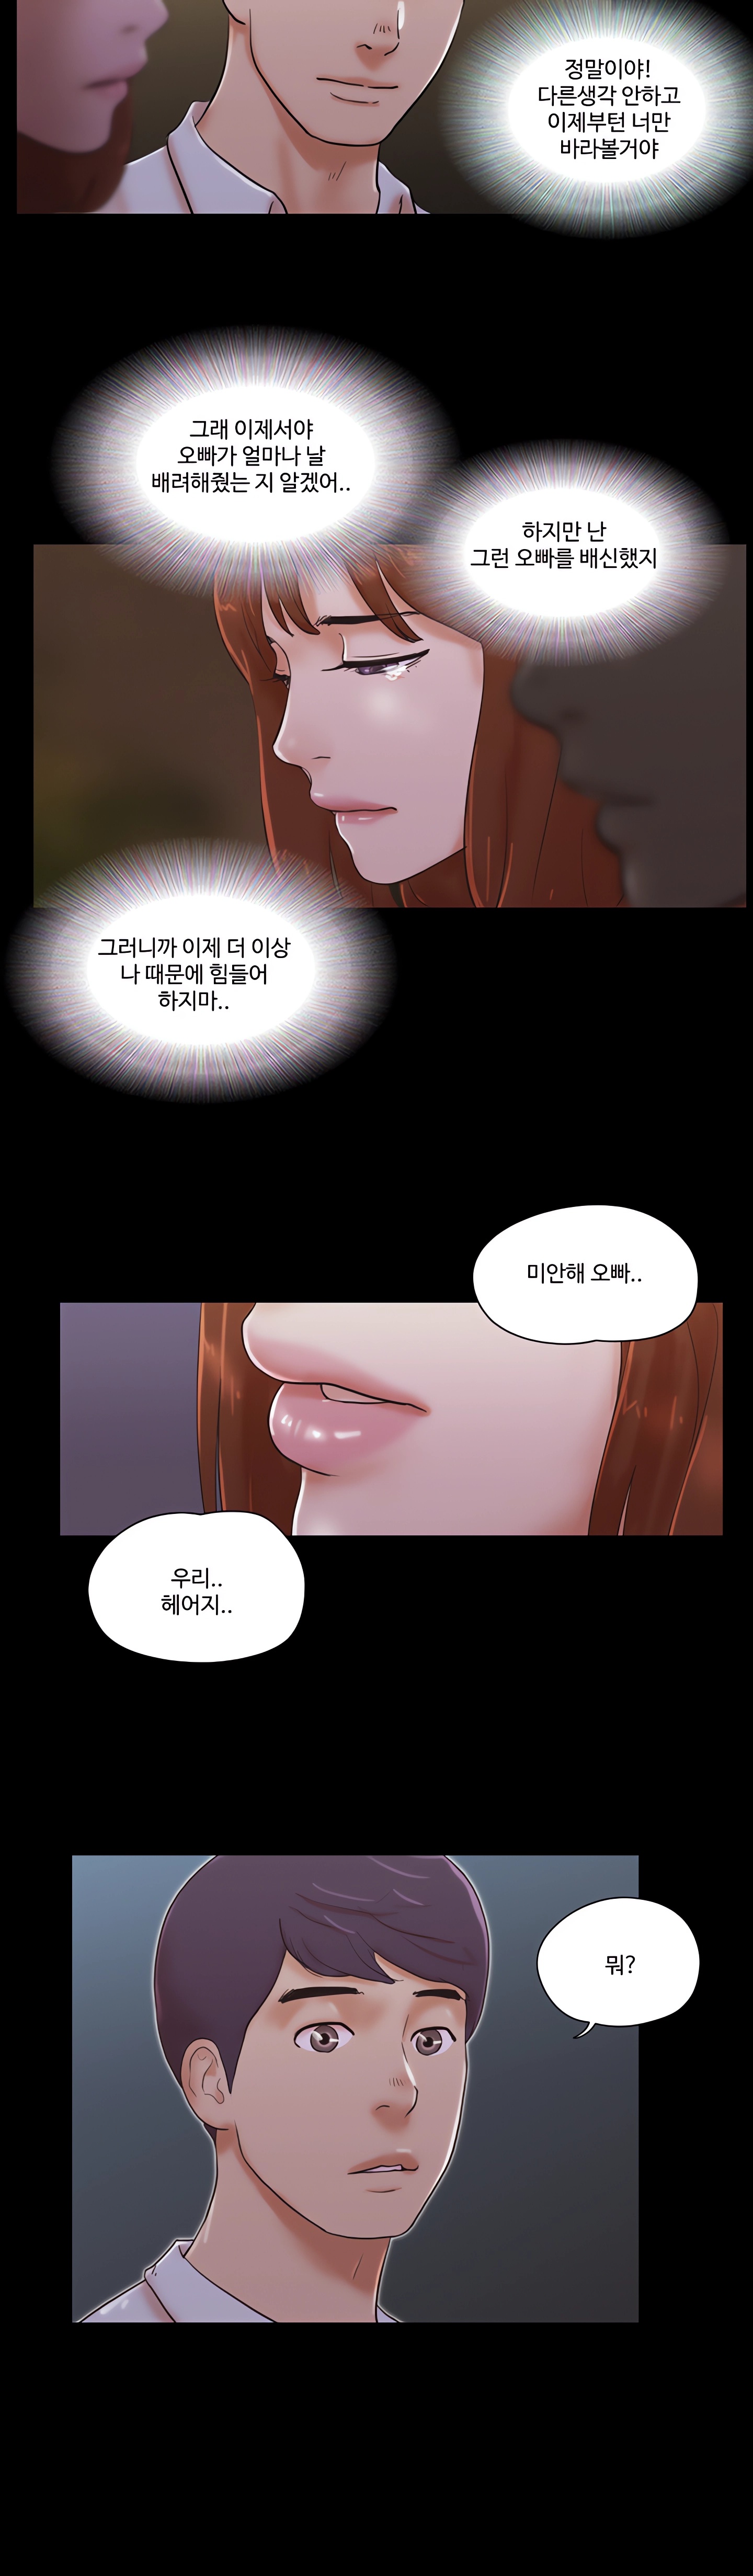 정말이야!
다른생각 안하고
이제부턴 너만
바라볼거야
그래 이제서야
오빠가 얼마나 날
배려해줬는 지 알겠어..
하지만 난
그런 오빠를 배신했지
그러니까 이제 더 이상
나 때문에 힘들어
하지마..
미안해 오빠..
우리..
헤어지..
뭐?